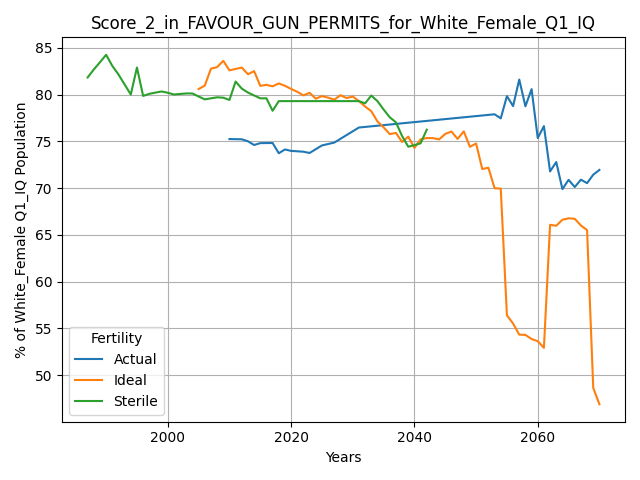 Score_2_in_FAVOUR_GUN_PERMITS_for_White_Female_Q1_IQ
% of White_Female Q1_IQ Population
85
80
75
70
65
60
55
50
Fertility
Actual
Ideal
Sterile
2000 2020 2040 2060
Years